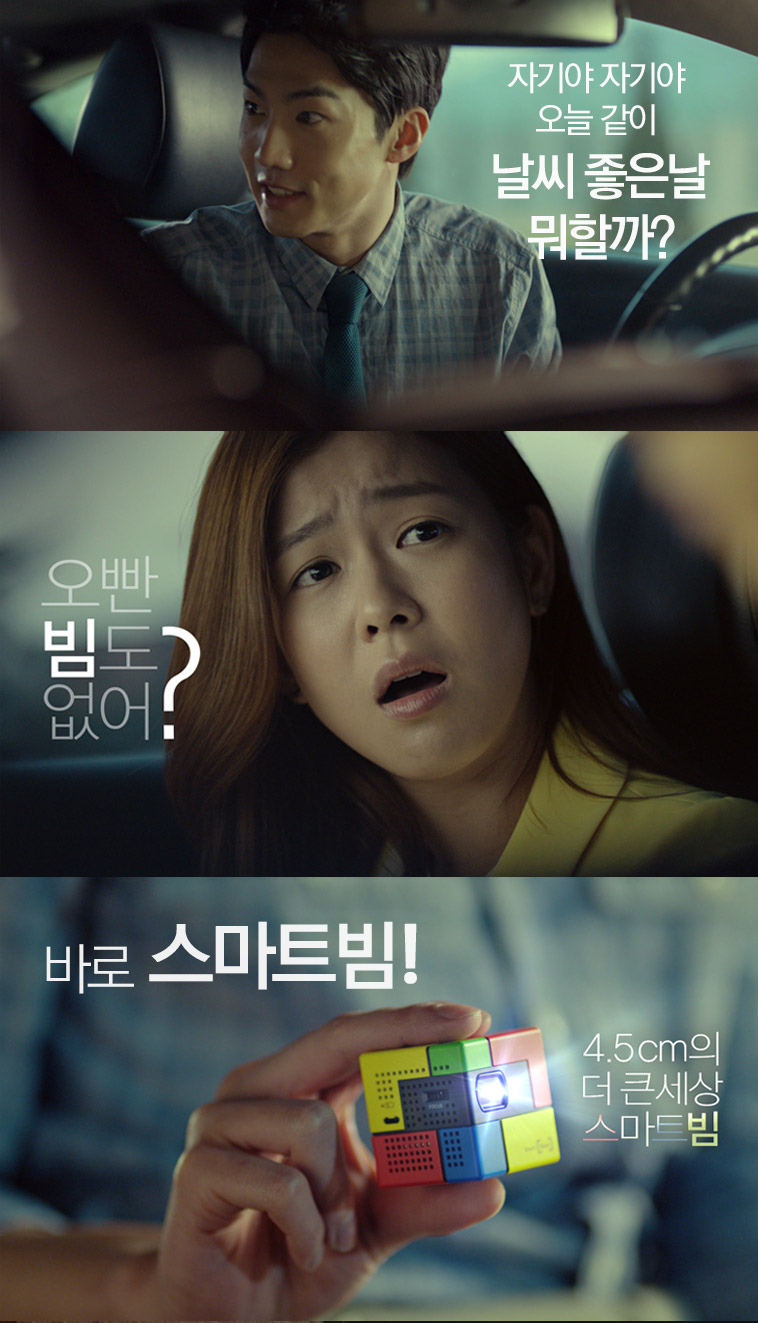 자기야 자기야
오늘 같이
날씨 좋은날
뭐할까?
오빤
빔도
없어?
바로 스마트빔!
4.5cm의
더 큰세상
스마트빔